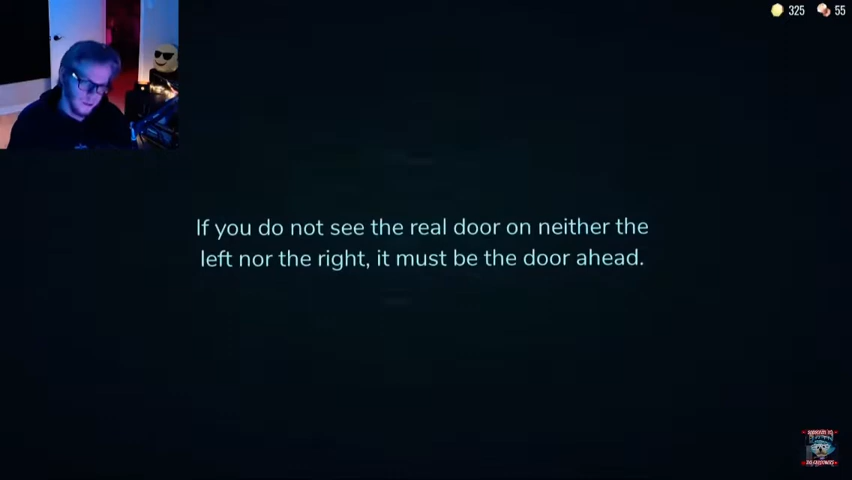 325 55
If you do not see the real door on neither the
left nor the right, it must be the door ahead.